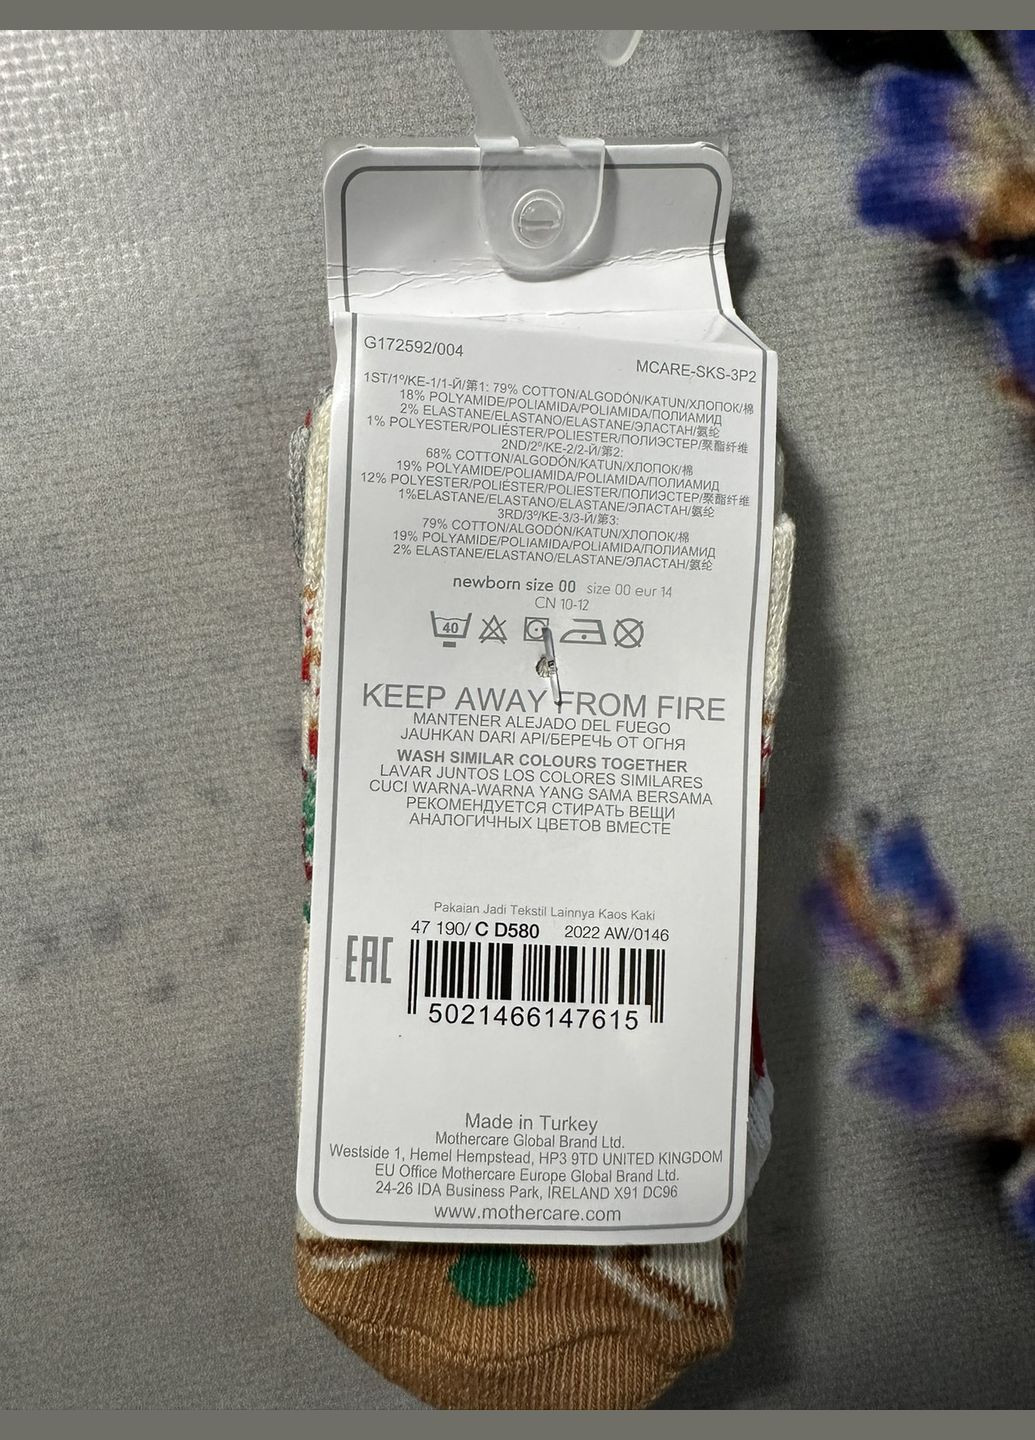 G172592/004
MCARE-SKS-3P2
1ST/1º/KE-1/1-Й/第1: 79% COTTON/ALGODÓN/KATUN/ХЛОПОК/棉
18% POLYAMIDE/POLIAMIDA/POLIAMIDA/ПОЛИАМИД
2% ELASTANE/ELASTANO/ELASTANE/ЭЛАСТАН/氨纶
1% POLYESTER/POLIÉSTER/POLIESTER/ПОЛИЭСТЕР/聚酯纤维
2ND/2º/KE-2/2-Й/第2:
68% COTTON/ALGODÓN/KATUN/ХЛОПОК/棉
19% POLYAMIDE/POLIAMIDA/POLIAMIDA/ПОЛИАМИД
12% POLYESTER/POLIÉSTER/POLIESTER/ПОЛИЭСТЕР/聚酯纤维
1%ELASTANE/ELASTANO/ELASTANE/ЭЛАСТАН/氨纶
3RD/3º/KE-3/3-Й/第3:
79% COTTON/ALGODÓN/KATUN/ХЛОПОК/棉
19% POLYAMIDE/POLIAMIDA/POLIAMIDA/ПОЛИАМИД
2% ELASTANE/ELASTANO/ELASTANE/ЭЛАСТАН/氨纶
newborn size 00 size 00 eur 14
CN 10-12
40
KEEP AWAY FROM FIRE
MANTENER ALEJADO DEL FUEGO
JAUHKAN DARI API/БЕРЕЧЬ ОТ ОГНЯ
WASH SIMILAR COLOURS TOGETHER
LAVAR JUNTOS LOS COLORES SIMILARES
CUCI WARNA-WARNA YANG SAMA BERSAMA
РЕКОМЕНДУЕТСЯ СТИРАТЬ ВЕЩИ
АНАЛОГИЧНЫХ ЦВЕТОВ ВМЕСТЕ
Pakaian Jadi Tekstil Lainnya Kaos Kaki
47 190/ C D580 2022 AW/0146
EAC
5021466147615
Made in Turkey
Mothercare Global Brand Ltd.
Westside 1, Hemel Hempstead, HP3 9TD UNITED KINGDOM
EU Office Mothercare Europe Global Brand Ltd.
24-26 IDA Business Park, IRELAND X91 DC96
www.mothercare.com